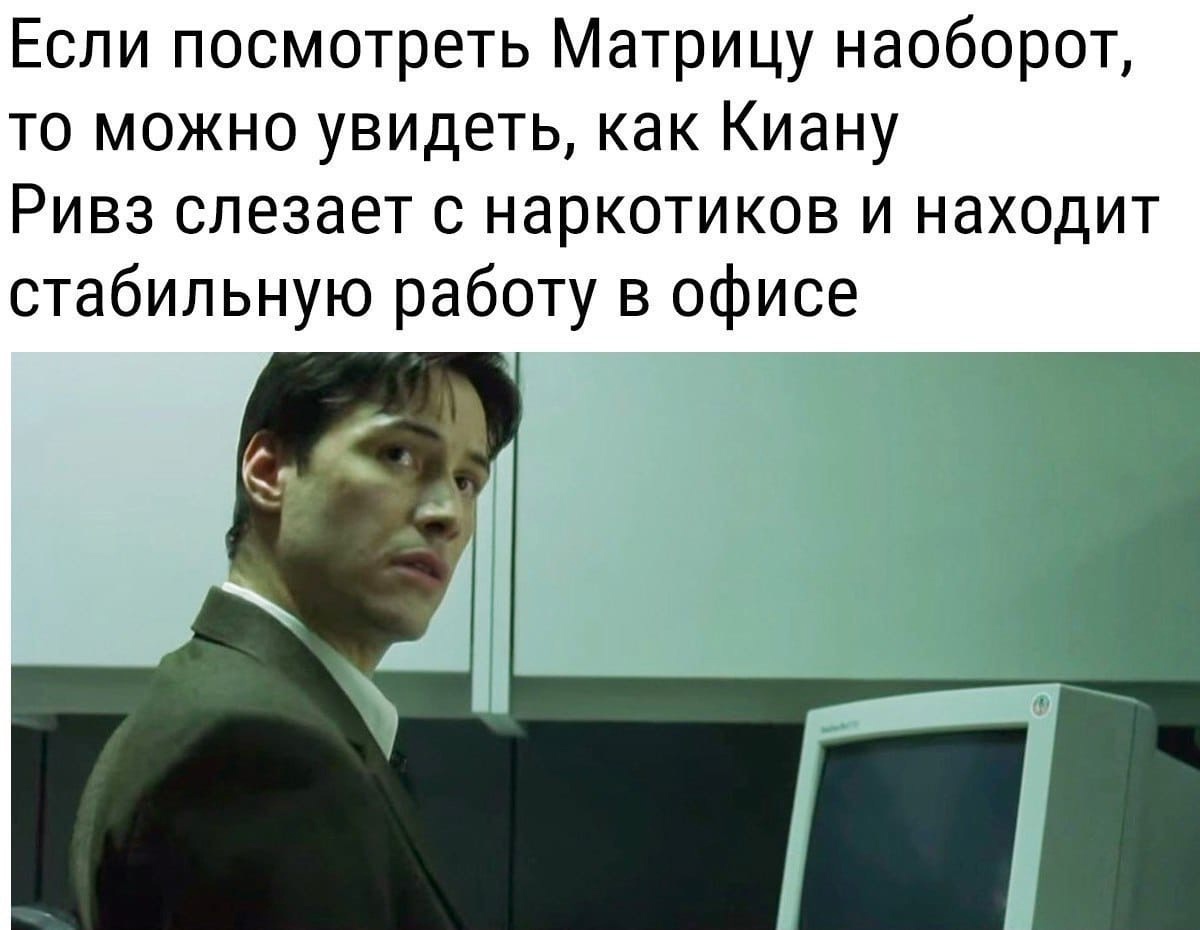 Если посмотреть Матрицу наоборот,
то можно увидеть, как Киану
Ривз слезает с наркотиков и находит
стабильную работу в офисе